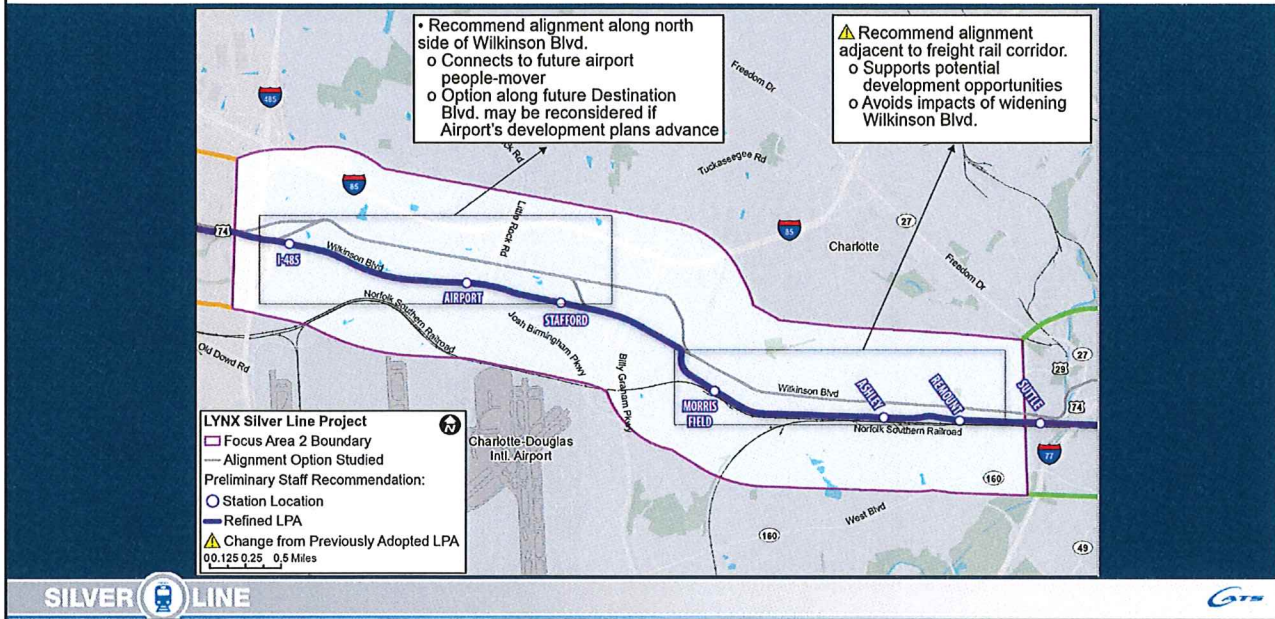 • Recommend alignment along north
side of Wilkinson Blvd.
o Connects to future airport
people-mover
o Option along future Destination
Blvd. may be reconsidered if
Airport's development plans advance
⚠ Recommend alignment
adjacent to freight rail corridor.
o Supports potential
development opportunities
o Avoids impacts of widening
Wilkinson Blvd.
485
85
Freedom Dr
ck Rd
Tuckaseegee Rd
Little Rock Rd
85
27
Charlotte
Freedom Dr
74
I-485
Wilkinson Blvd
AIRPORT
STAFFORD
Norfolk Southern Railroad
Josh Birmingham Pkwy
Old Dowd Rd
Billy Graham Pkwy
MORRIS
FIELD
Wilkinson Blvd
ASHLEY
REMOUNT
SUTTLE
Norfolk Southern Railroad
27
29
74
77
160
West Blvd
160
49
Charlotte-Douglas
Intl. Airport
LYNX Silver Line Project
N
Focus Area 2 Boundary
Alignment Option Studied
Preliminary Staff Recommendation:
Station Location
Refined LPA
⚠ Change from Previously Adopted LPA
00.125 0.25 0.5 Miles
SILVER LINE
CATS